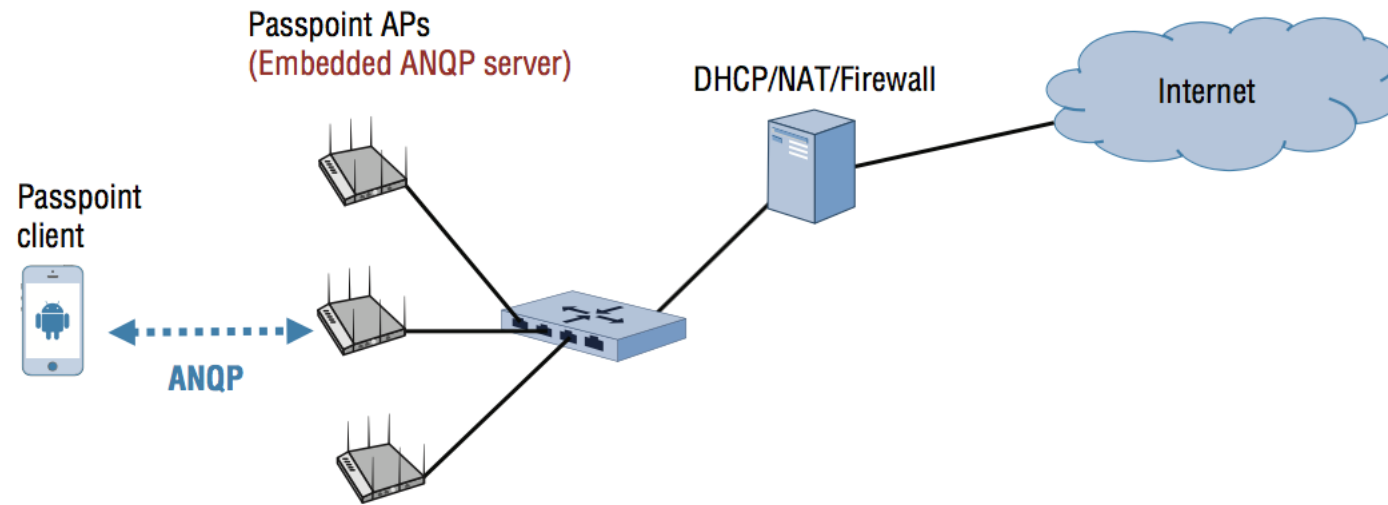 Passpoint APs
(Embedded ANQP server)
DHCP/NAT/Firewall
Internet
Passpoint
client
ANQP